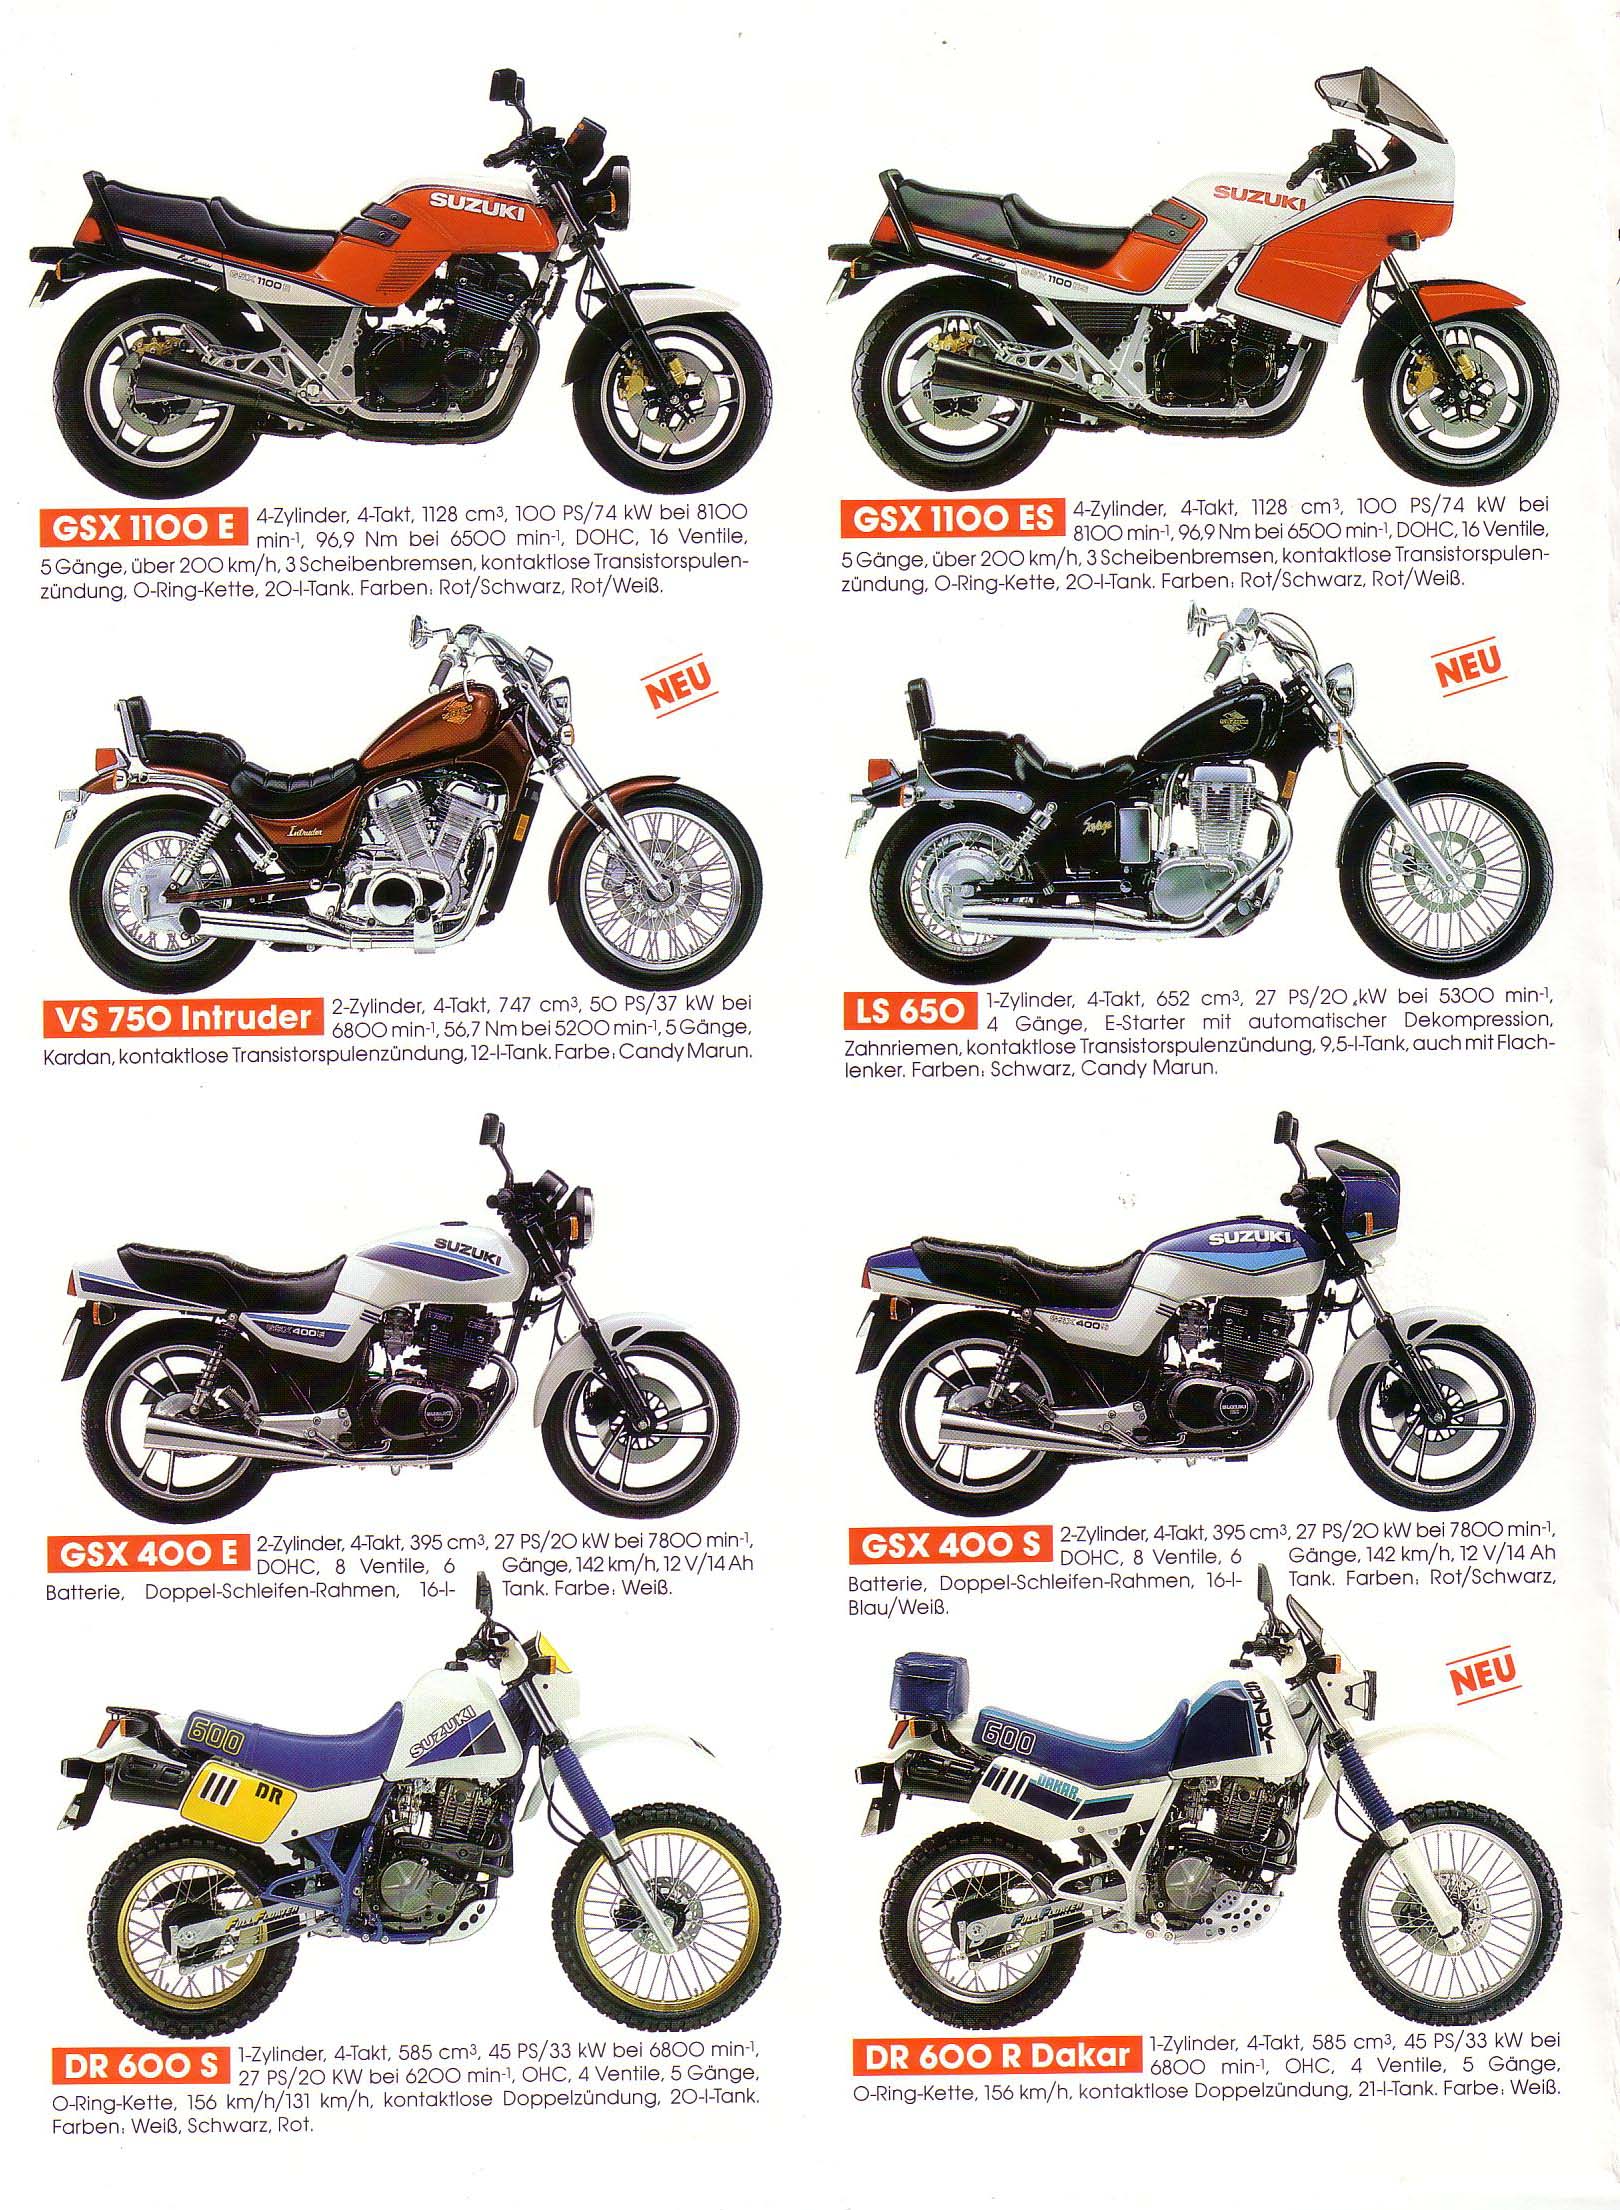 SUZUKI
GSX 1100E
GSX 1100 E
4-Zylinder, 4-Takt, 1128 cm³, 100 PS/74 kW bei 8100
min-¹, 96,9 Nm bei 6500 min-¹, DOHC, 16 Ventile,
5 Gänge, über 200 km/h, 3 Scheibenbremsen, kontaktlose Transistorspulen-
zündung, O-Ring-Kette, 20-l-Tank. Farben: Rot/Schwarz, Rot/Weiß.
SUZUKI
GSX 1100ES
GSX 1100 ES
4-Zylinder, 4-Takt, 1128 cm³, 100 PS/74 kW bei
8100 min-¹, 96,9 Nm bei 6500 min-¹, DOHC, 16 Ventile,
5 Gänge, über 200 km/h, 3 Scheibenbremsen, kontaktlose Transistorspulen-
zündung, O-Ring-Kette, 20-l-Tank. Farben: Rot/Schwarz, Rot/Weiß.
NEU
Intruder
VS 750 Intruder
2-Zylinder, 4-Takt, 747 cm³, 50 PS/37 kW bei
6800 min-¹, 56,7 Nm bei 5200 min-¹, 5 Gänge,
Kardan, kontaktlose Transistorspulenzündung, 12-l-Tank. Farbe: Candy Marun.
NEU
Savage
LS 650
1-Zylinder, 4-Takt, 652 cm³, 27 PS/20 kW bei 5300 min-¹,
4 Gänge, E-Starter mit automatischer Dekompression,
Zahnriemen, kontaktlose Transistorspulenzündung, 9,5-l-Tank, auch mit Flach-
lenker. Farben: Schwarz, Candy Marun.
SUZUKI
GSX 400E
SUZUKI
GSX 400 E
2-Zylinder, 4-Takt, 395 cm³, 27 PS/20 kW bei 7800 min-¹,
DOHC, 8 Ventile, 6 Gänge, 142 km/h, 12 V/14 Ah
Batterie, Doppel-Schleifen-Rahmen, 16-l-Tank. Farbe: Weiß.
SUZUKI
GSX 400S
SUZUKI
GSX 400 S
2-Zylinder, 4-Takt, 395 cm³, 27 PS/20 kW bei 7800 min-¹,
DOHC, 8 Ventile, 6 Gänge, 142 km/h, 12 V/14 Ah
Batterie, Doppel-Schleifen-Rahmen, 16-l-Tank. Farben: Rot/Schwarz,
Blau/Weiß.
600
SUZUKI
DR
FULL FLOATER
DR 600 S
1-Zylinder, 4-Takt, 585 cm³, 45 PS/33 kW bei 6800 min-¹,
27 PS/20 KW bei 6200 min-¹, OHC, 4 Ventile, 5 Gänge,
O-Ring-Kette, 156 km/h/131 km/h, kontaktlose Doppelzündung, 20-l-Tank.
Farben: Weiß, Schwarz, Rot.
NEU
SUZUKI
600
DAKAR
FULL FLOATER
DR 600 R Dakar
1-Zylinder, 4-Takt, 585 cm³, 45 PS/33 kW bei
6800 min-¹, OHC, 4 Ventile, 5 Gänge,
O-Ring-Kette, 156 km/h, kontaktlose Doppelzündung, 21-l-Tank. Farbe: Weiß.